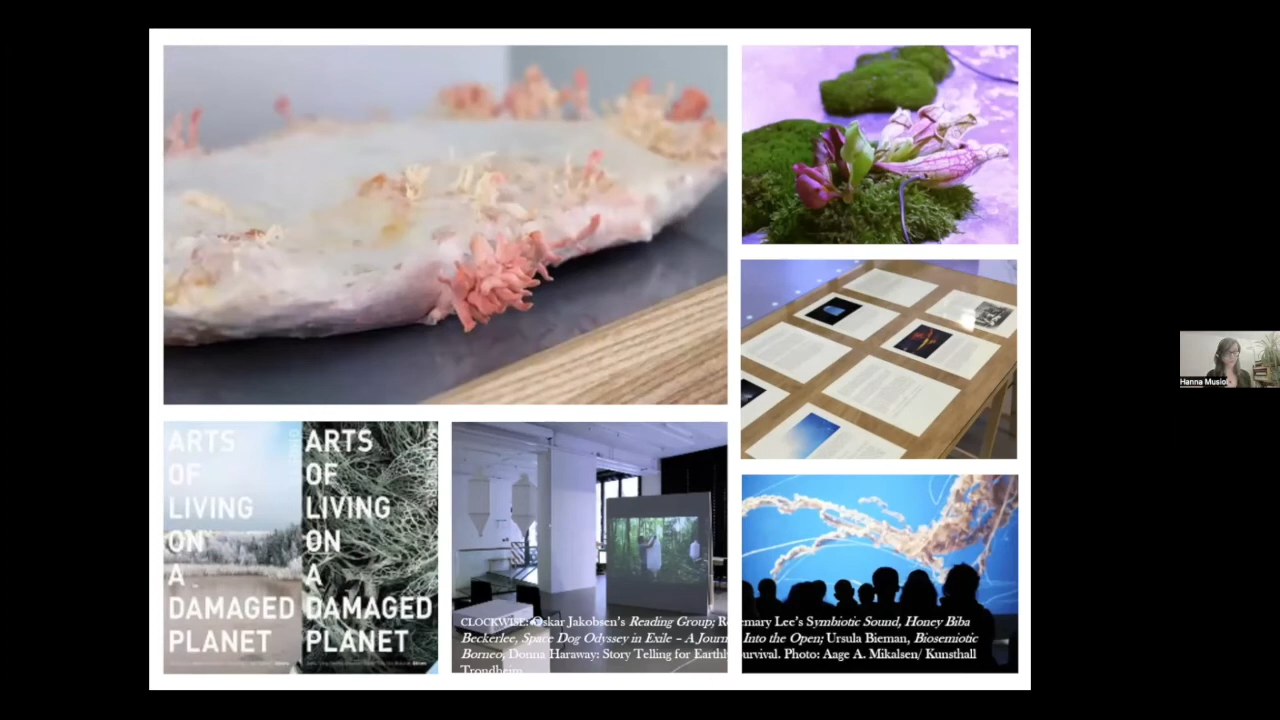 ARTS
OF
LIVING
ON
A
DAMAGED
PLANET
ARTS
OF
LIVING
ON
A
DAMAGED
PLANET
CLOCKWISE: Oskar Jakobsen's Reading Group; Rosemary Lee's Symbiotic Sound, Honey Biba
Beckerlee, Space Dog Odyssey in Exile – A Journ Into the Open; Ursula Bieman, Biosemiotic
Borneo, Donna Haraway: Story Telling for Earthly Survival. Photo: Aage A. Mikalsen/ Kunsthall
Trondheim
Hanna Musiol